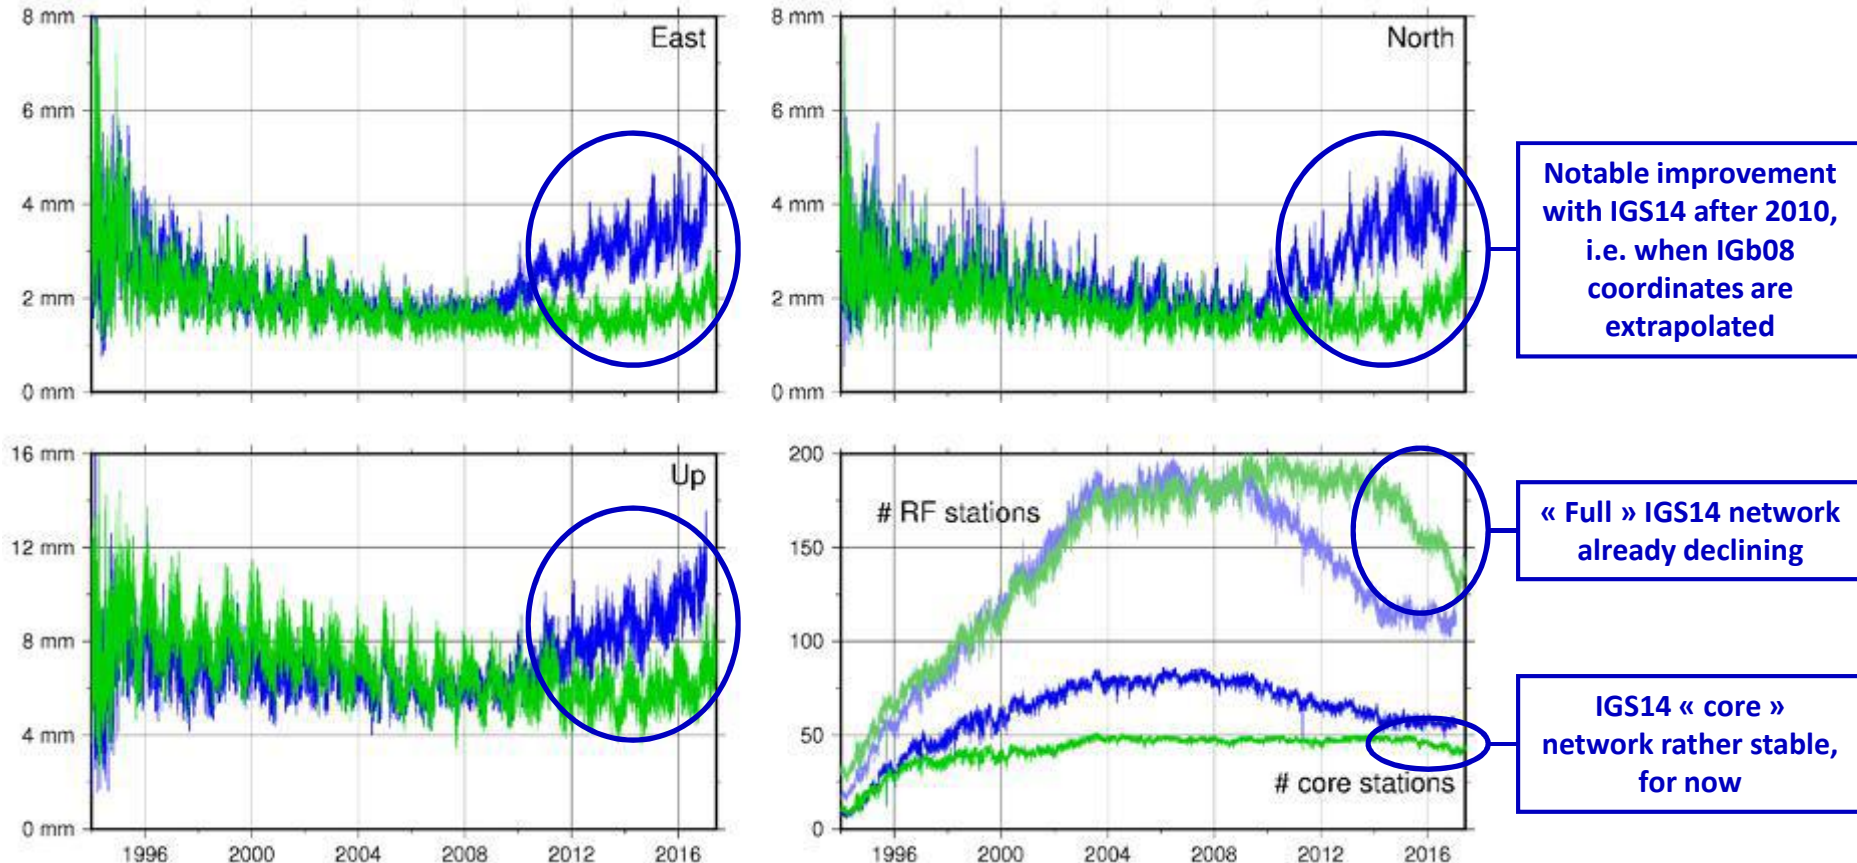 8 mm
East
6 mm
4 mm
2 mm
0 mm
8 mm
North
6 mm
4 mm
2 mm
0 mm
Notable improvement
with IGS14 after 2010,
i.e. when IGb08
coordinates are
extrapolated
16 mm
Up
12 mm
8 mm
4 mm
0 mm
1996 2000 2004 2008 2012 2016
200
# RF stations
150
100
50
# core stations
0
1996 2000 2004 2008 2012 2016
« Full » IGS14 network
already declining
IGS14 « core »
network rather stable,
for now